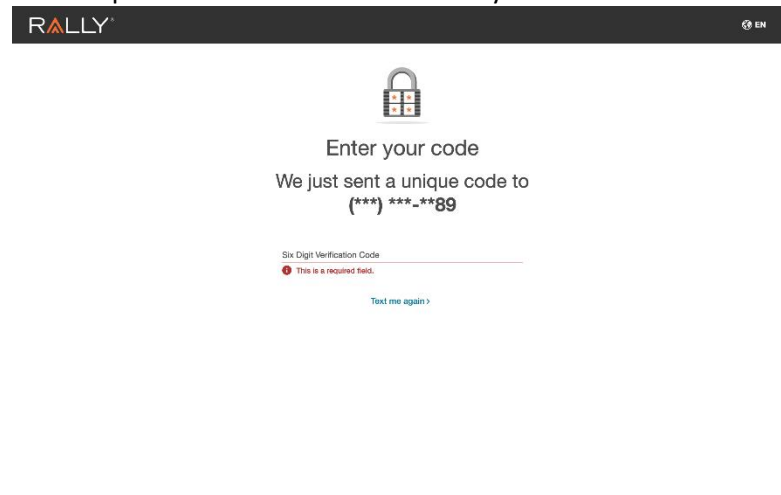 RALLY®
EN
Enter your code
We just sent a unique code to
(***) ***-**89
Six Digit Verification Code
This is a required field.
Text me again >